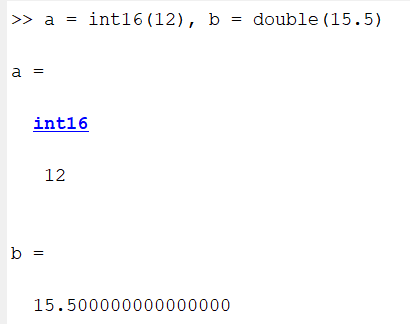 >> a = int16(12), b = double(15.5)
a =
int16
12
b =
15.500000000000000